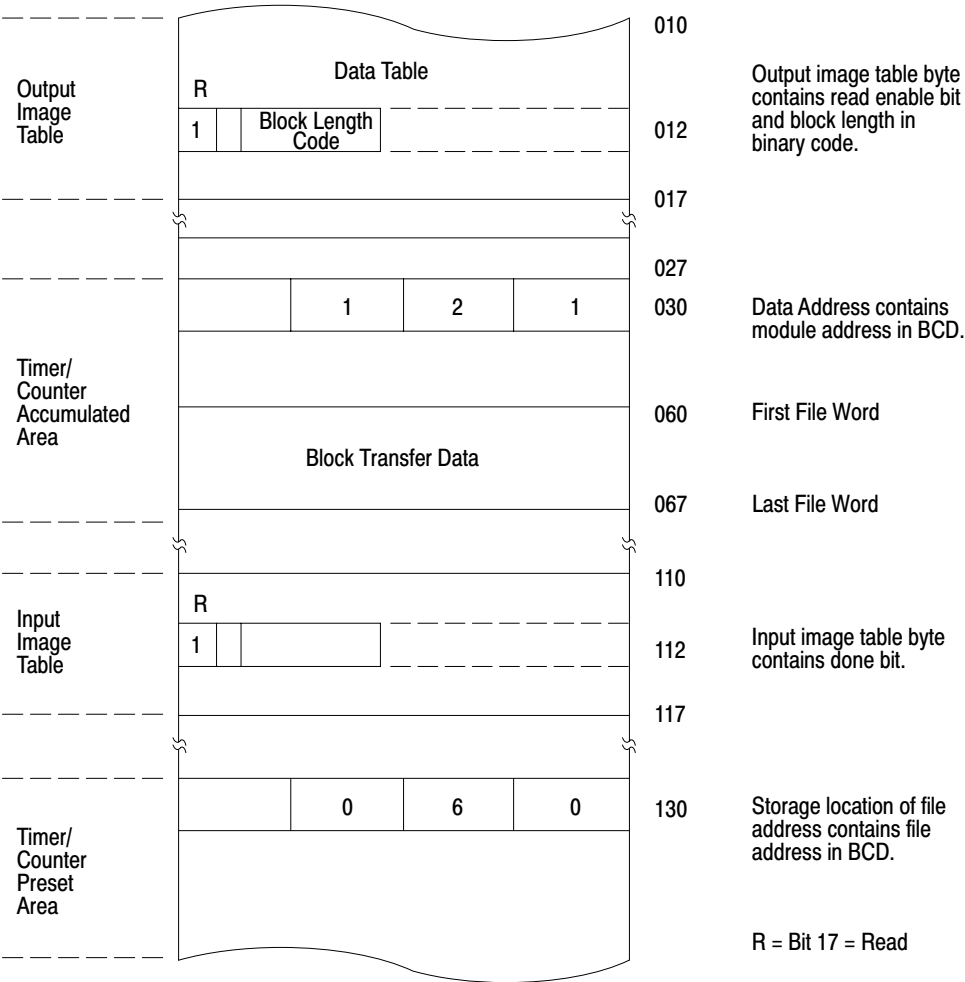 010
Data Table
Output
Image
Table
R
Output image table byte
contains read enable bit
and block length in
binary code.
1
Block Length
Code
012
017
027
1 2 1
030
Data Address contains
module address in BCD.
Timer/
Counter
Accumulated
Area
060
First File Word
Block Transfer Data
067
Last File Word
110
Input
Image
Table
R
1
112
Input image table byte
contains done bit.
117
0 6 0
130
Storage location of file
address contains file
address in BCD.
Timer/
Counter
Preset
Area
R = Bit 17 = Read